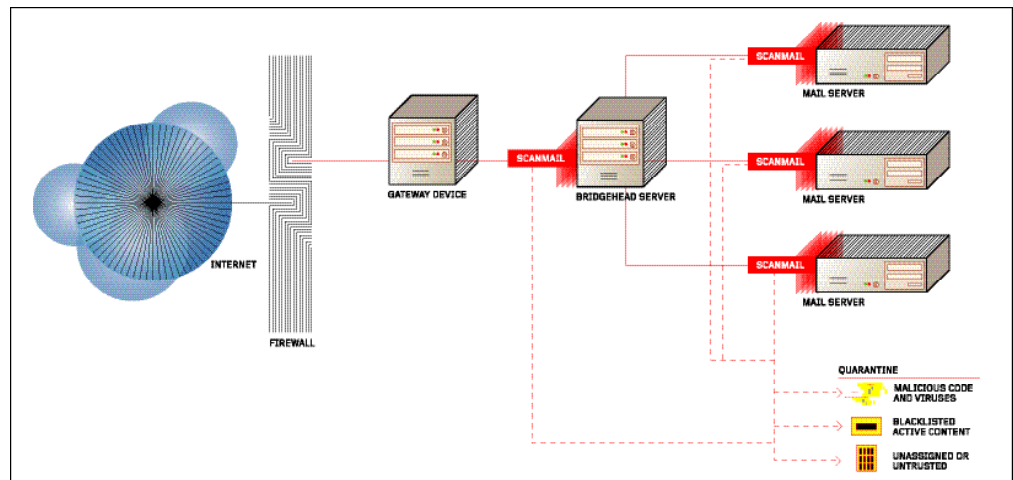 SCANMAIL
MAIL SERVER
SCANMAIL
SCANMAIL
GATEWAY DEVICE
BRIDGEHEAD SERVER
MAIL SERVER
INTERNET
SCANMAIL
MAIL SERVER
FIREWALL
QUARANTINE
MALICIOUS CODE
AND VIRUSES
BLACKLISTED
ACTIVE CONTENT
UNASSIGNED OR
UNTRUSTED